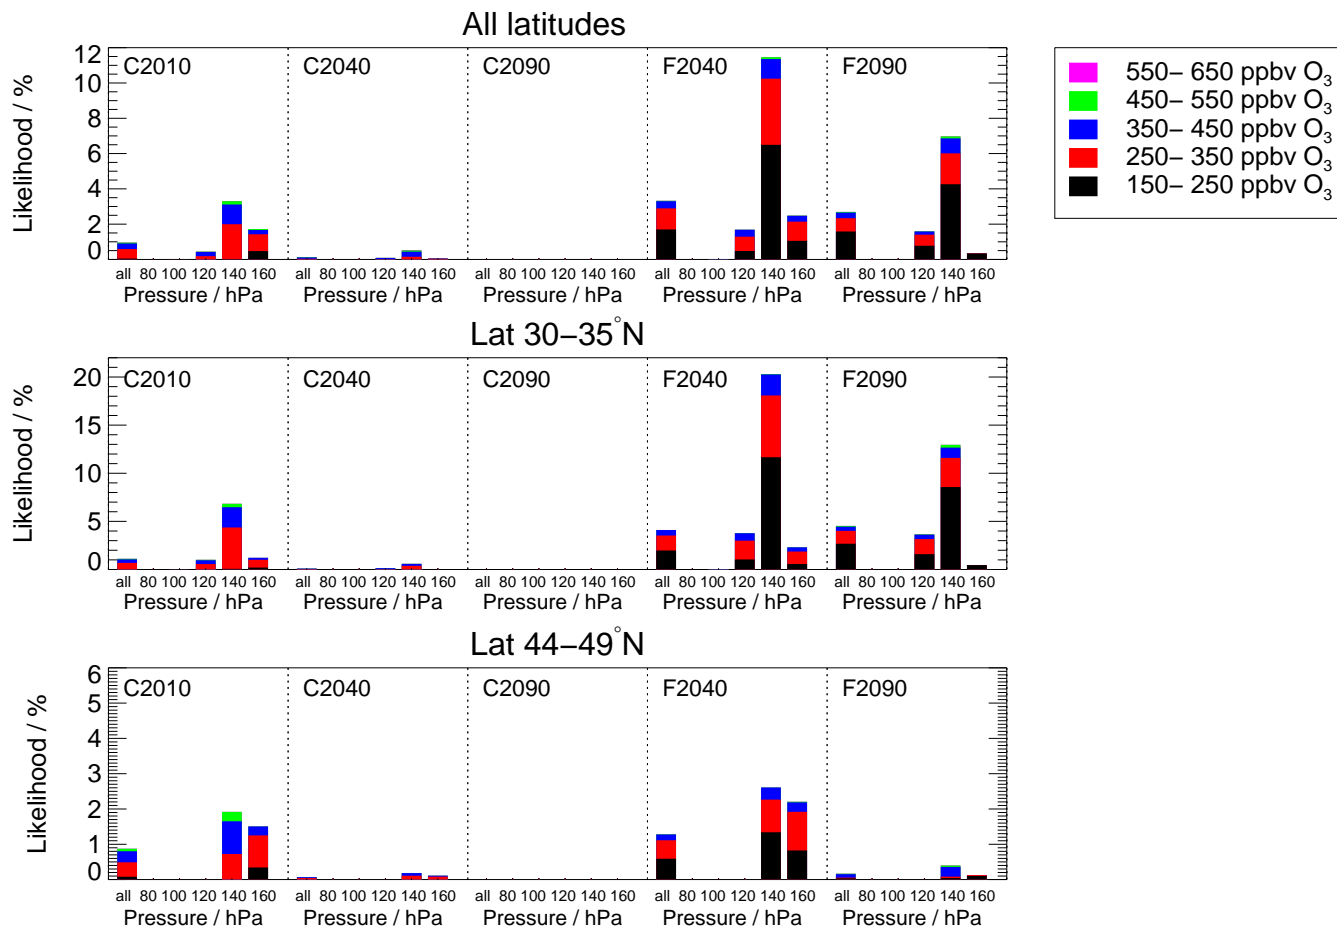 All latitudes
12
10
8
6
4
2
0
Likelihood / %
C2010
C2040
C2090
F2040
F2090
all 80 100 120 140 160
all 80 100 120 140 160
all 80 100 120 140 160
all 80 100 120 140 160
all 80 100 120 140 160
Pressure / hPa
Pressure / hPa
Pressure / hPa
Pressure / hPa
Pressure / hPa
550– 650 ppbv O₃
450– 550 ppbv O₃
350– 450 ppbv O₃
250– 350 ppbv O₃
150– 250 ppbv O₃
Lat 30–35°N
20
15
10
5
0
Likelihood / %
C2010
C2040
C2090
F2040
F2090
all 80 100 120 140 160
all 80 100 120 140 160
all 80 100 120 140 160
all 80 100 120 140 160
all 80 100 120 140 160
Pressure / hPa
Pressure / hPa
Pressure / hPa
Pressure / hPa
Pressure / hPa
Lat 44–49°N
6
5
4
3
2
1
0
Likelihood / %
C2010
C2040
C2090
F2040
F2090
all 80 100 120 140 160
all 80 100 120 140 160
all 80 100 120 140 160
all 80 100 120 140 160
all 80 100 120 140 160
Pressure / hPa
Pressure / hPa
Pressure / hPa
Pressure / hPa
Pressure / hPa